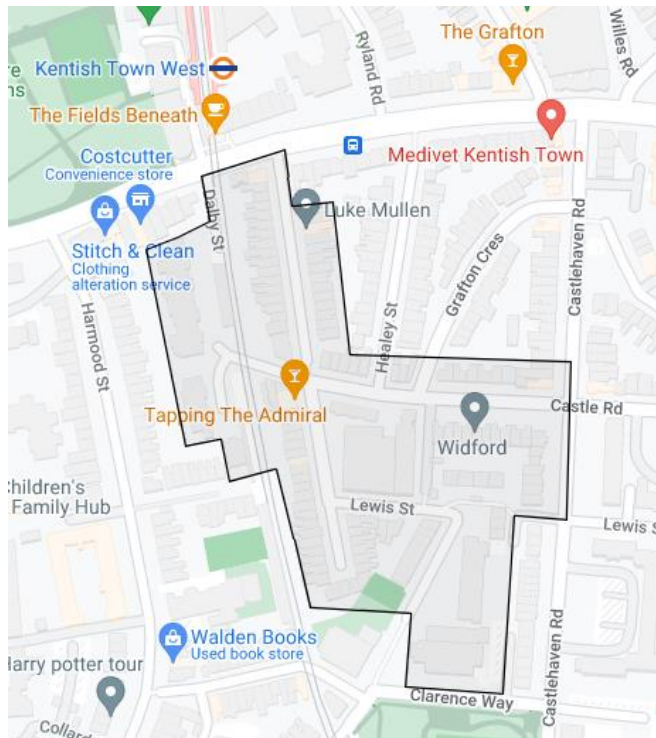 The Grafton
Willes Rd
Ryland Rd
Kentish Town West
re
ns
The Fields Beneath
Medivet Kentish Town
Costcutter
Convenience store
Luke Mullen
Dalby St
Stitch & Clean
Clothing
alteration service
Castlehaven Rd
Grafton Cres
Healey St
Harmood St
Tapping The Admiral
Castle Rd
Widford
Children's
Family Hub
Lewis St
Lewis S
Walden Books
Used book store
Castlehaven Rd
Harry potter tour
Clarence Way
Collard